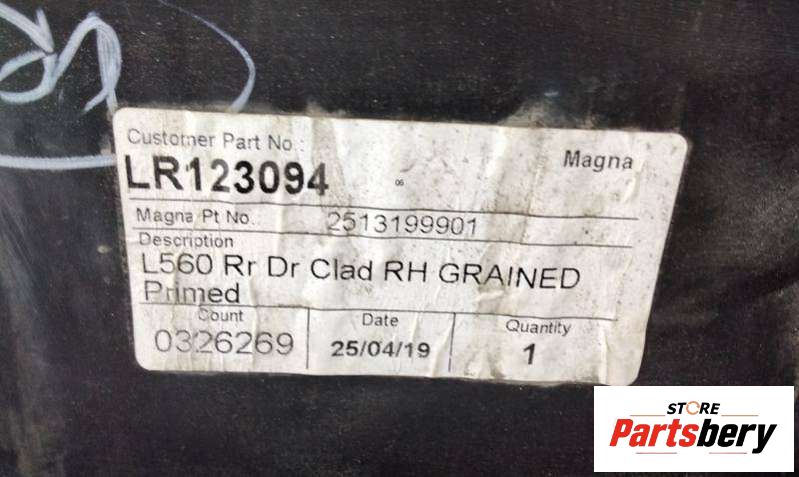 Customer Part No.:
LR123094
06
Magna
Magna Pt No.. 2513199901
Description
L560 Rr Dr Clad RH GRAINED
Primed
Count Date Quantity
0326269 25/04/19 1
STORE
Partsbery